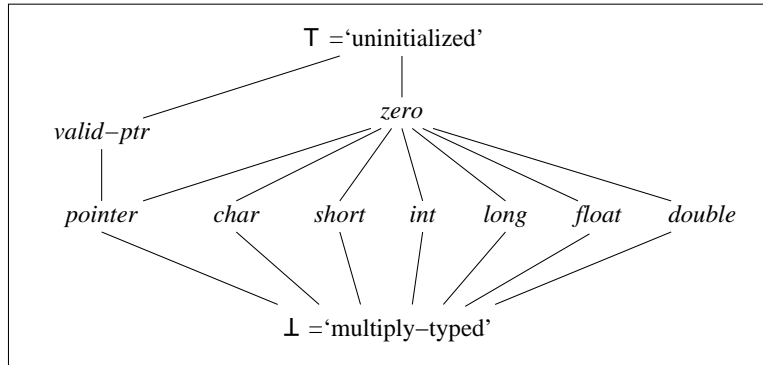 ⊤ =‘uninitialized’
zero
valid−ptr
pointer char short int long float double
⊥ =‘multiply−typed’